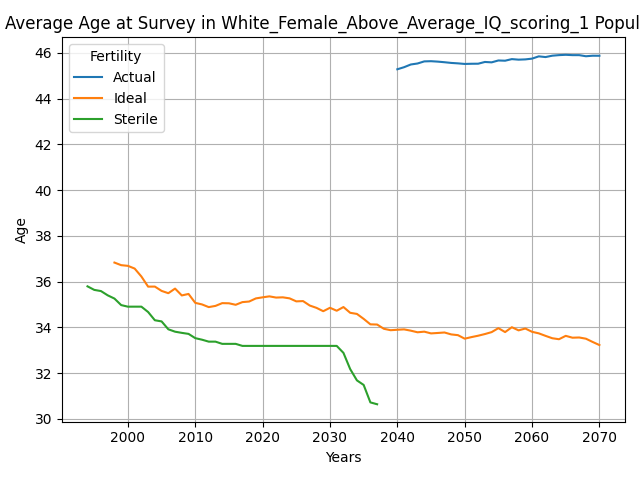 Average Age at Survey in White_Female_Above_Average_IQ_scoring_1 Popul
Fertility
Actual
Ideal
Sterile
46
44
42
40
38
36
34
32
30
Age
2000 2010 2020 2030 2040 2050 2060 2070
Years